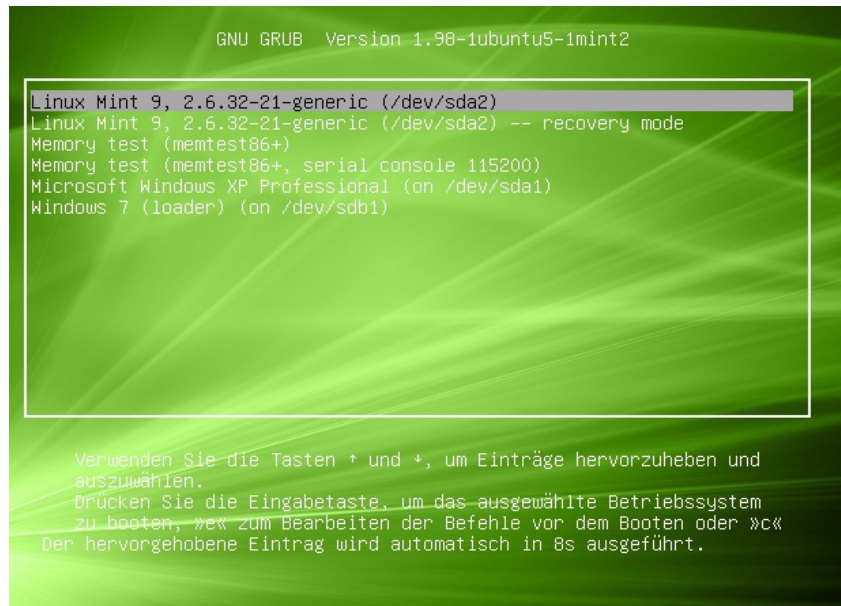 GNU GRUB  Version 1.98-1ubuntu5-1mint2
Linux Mint 9, 2.6.32-21-generic (/dev/sda2)
Linux Mint 9, 2.6.32-21-generic (/dev/sda2) -- recovery mode
Memory test (memtest86+)
Memory test (memtest86+, serial console 115200)
Microsoft Windows XP Professional (on /dev/sda1)
Windows 7 (loader) (on /dev/sdb1)
Verwenden Sie die Tasten ↑ und ↓, um Einträge hervorzuheben und
auszuwählen.
Drücken Sie die Eingabetaste, um das ausgewählte Betriebssystem
zu booten, »e« zum Bearbeiten der Befehle vor dem Booten oder »c«
Der hervorgehobene Eintrag wird automatisch in 8s ausgeführt.